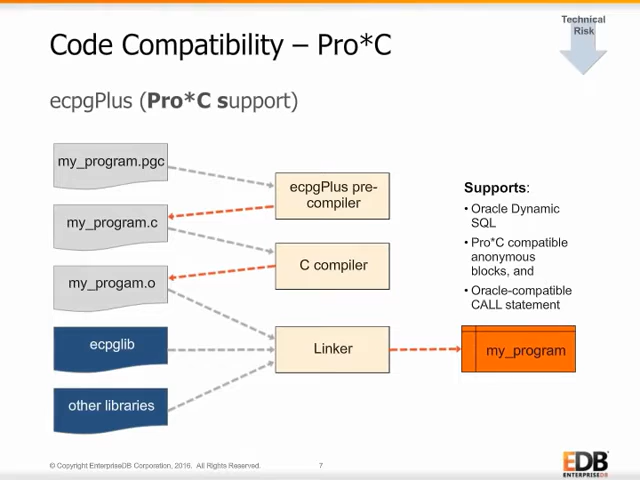 Technical
Risk
Code Compatibility – Pro*C
ecpgPlus (Pro*C support)
my_program.pgc
ecpgPlus pre-
compiler
my_program.c
C compiler
my_progam.o
ecpglib
Linker
other libraries
Supports:
• Oracle Dynamic
SQL
• Pro*C compatible
anonymous
blocks, and
• Oracle-compatible
CALL statement
my_program
© Copyright EnterpriseDB Corporation, 2016. All Rights Reserved.
7
EDB
ENTERPRISEDB